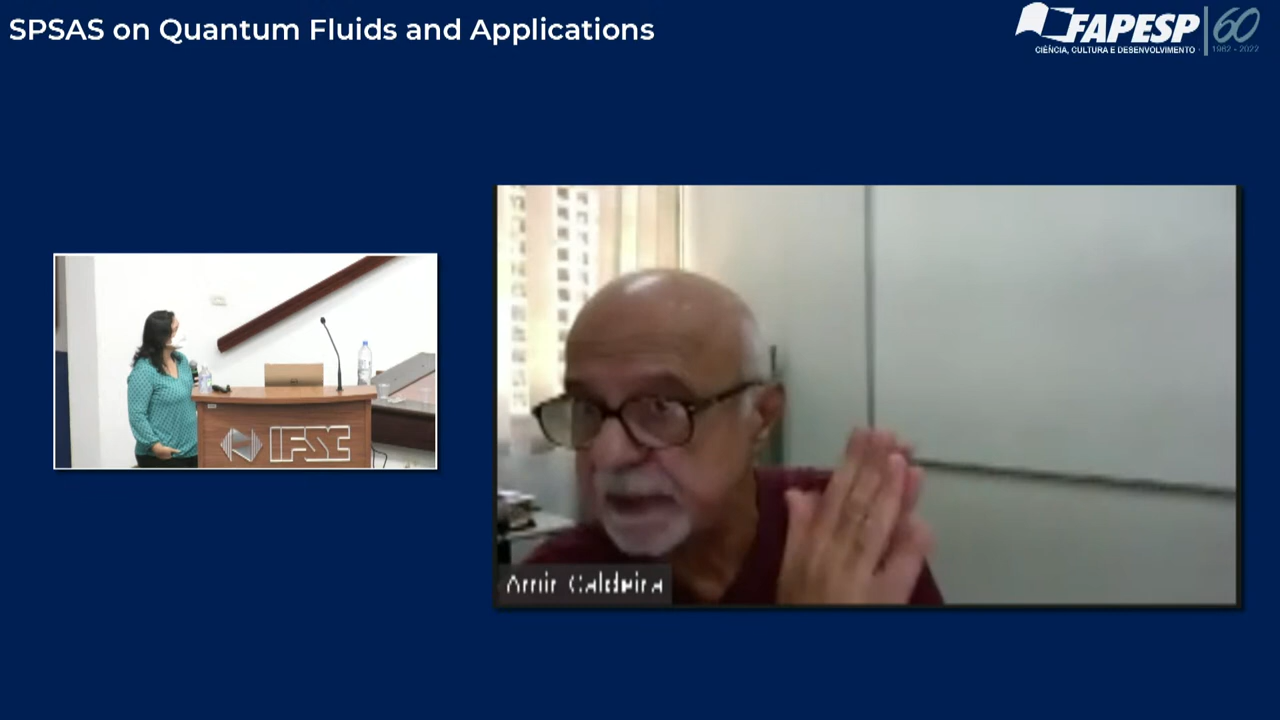 SPSAS on Quantum Fluids and Applications
FAPESP 60
CIÊNCIA, CULTURA E DESENVOLVIMENTO
1962 - 2022
IFSC
Amir Caldeira